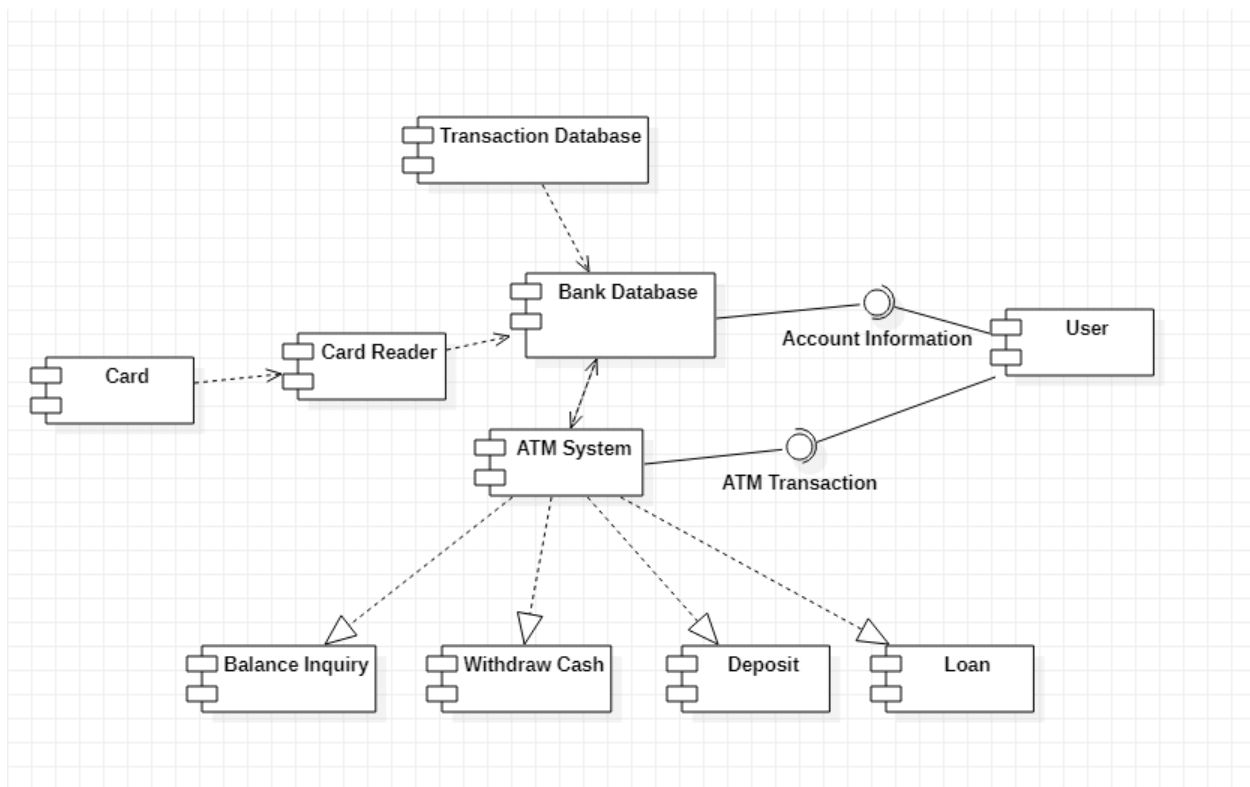 Transaction Database
Bank Database
Account Information
User
Card Reader
Card
ATM System
ATM Transaction
Balance Inquiry
Withdraw Cash
Deposit
Loan